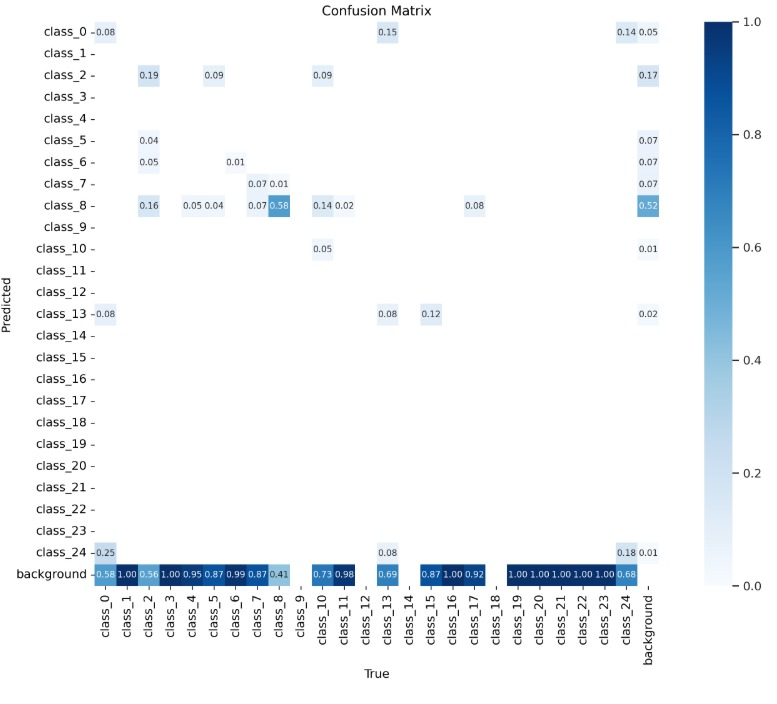 Confusion Matrix
class_0 0.08 0.15 0.14 0.05
class_1
class_2 0.19 0.09 0.09 0.17
class_3
class_4
class_5 0.04 0.07
class_6 0.05 0.01 0.07
class_7 0.07 0.01 0.07
class_8 0.16 0.05 0.04 0.07 0.58 0.14 0.02 0.08 0.52
class_9
class_10 0.05 0.01
class_11
class_12
class_13 0.08 0.08 0.12 0.02
class_14
class_15
class_16
class_17
class_18
class_19
class_20
class_21
class_22
class_23
class_24 0.25 0.08 0.18 0.01
background 0.58 1.00 0.56 1.00 0.95 0.87 0.99 0.87 0.41 0.73 0.98 0.69 0.87 1.00 0.92 1.00 1.00 1.00 1.00 1.00 0.68
Predicted
class_0 class_1 class_2 class_3 class_4 class_5 class_6 class_7 class_8 class_9 class_10 class_11 class_12 class_13 class_14 class_15 class_16 class_17 class_18 class_19 class_20 class_21 class_22 class_23 class_24 background
True
1.0
0.8
0.6
0.4
0.2
0.0